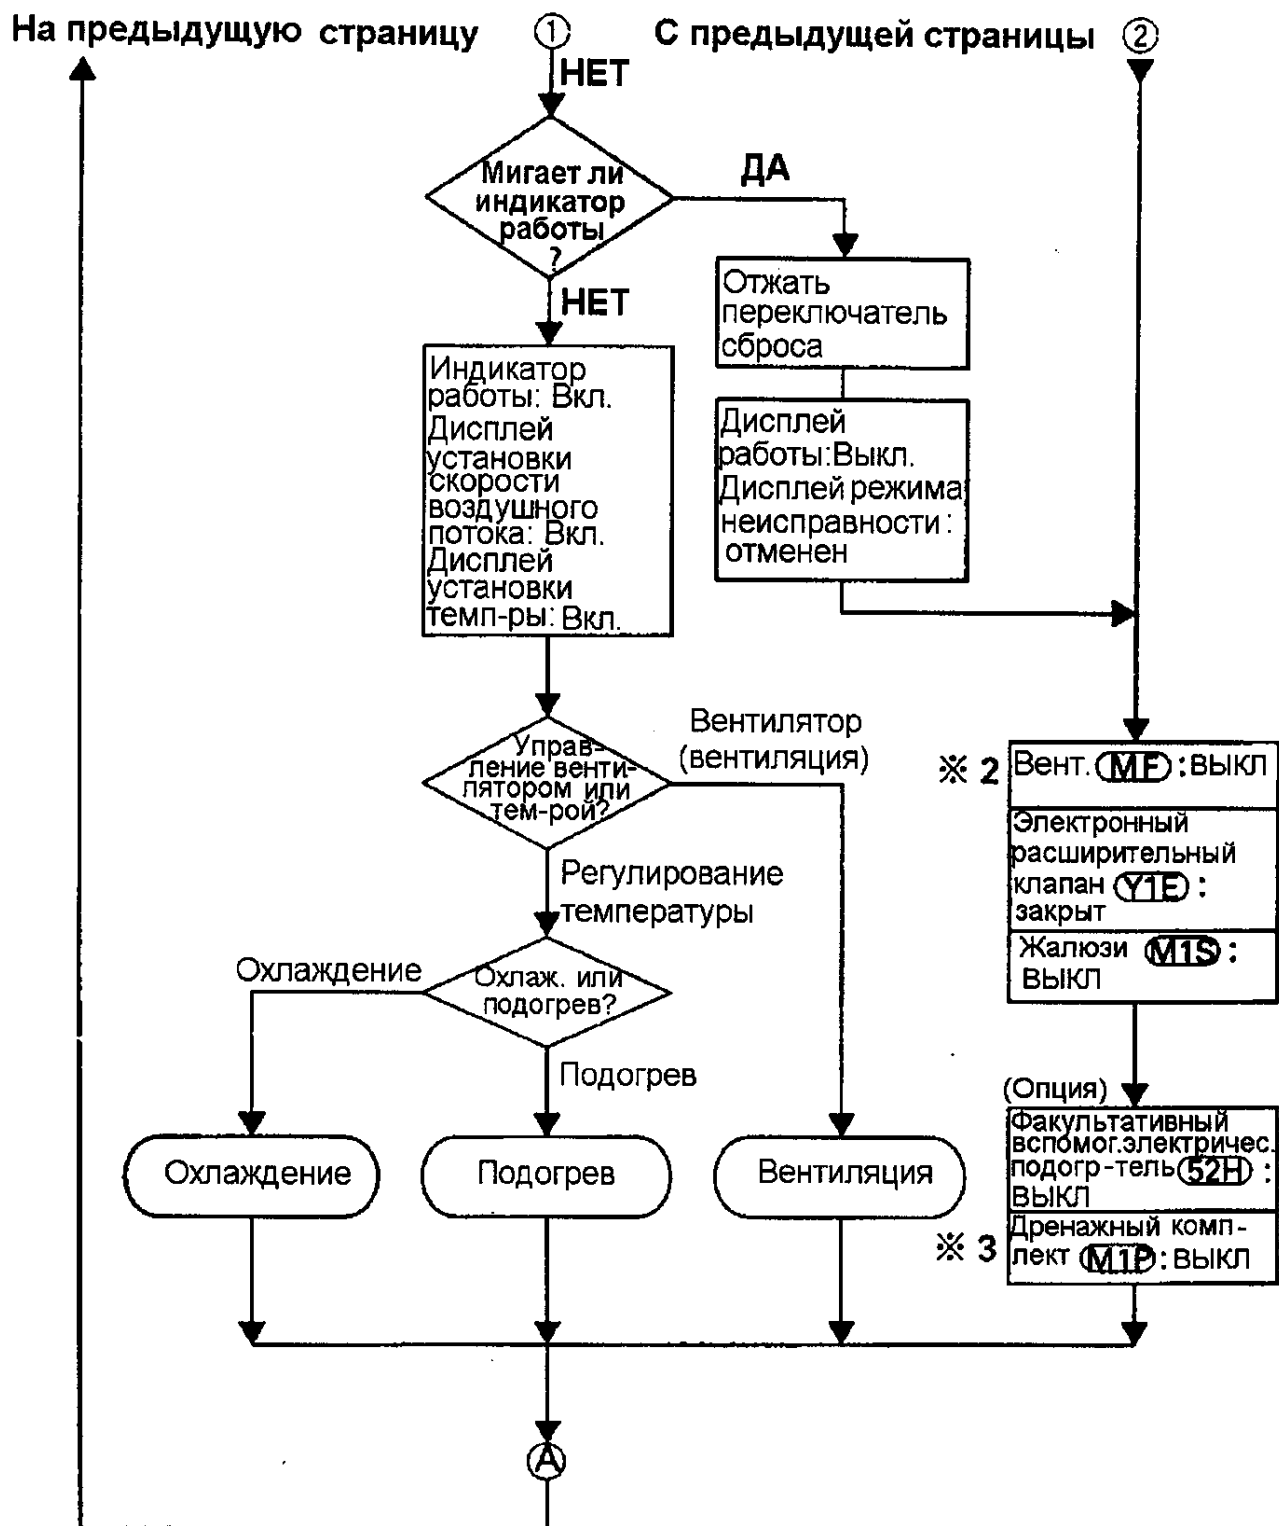 На предыдущую страницу
①
С предыдущей страницы ②
НЕТ
Мигает ли
индикатор
работы
?
ДА
НЕТ
Отжать
переключатель
сброса
Индикатор
работы: Вкл.
Дисплей
установки
скорости
воздушного
потока: Вкл.
Дисплей
установки
темп-ры: Вкл.
Дисплей
работы:Выкл.
Дисплей режима
неисправности:
отменен
Управ-
ление венти-
лятором или
тем-рой?
Вентилятор
(вентиляция)
Регулирование
температуры
Охлаж. или
подогрев?
Охлаждение
Подогрев
Охлаждение
Подогрев
Вентиляция
※ 2
Вент. MF : ВЫКЛ
Электронный
расширительный
клапан Y1E :
закрыт
Жалюзи M1S :
ВЫКЛ
(Опция)
Факультативный
вспомог.электричес.
подогр-тель 52H :
ВЫКЛ
※ 3
Дренажный комп-
лект M1P : ВЫКЛ
A